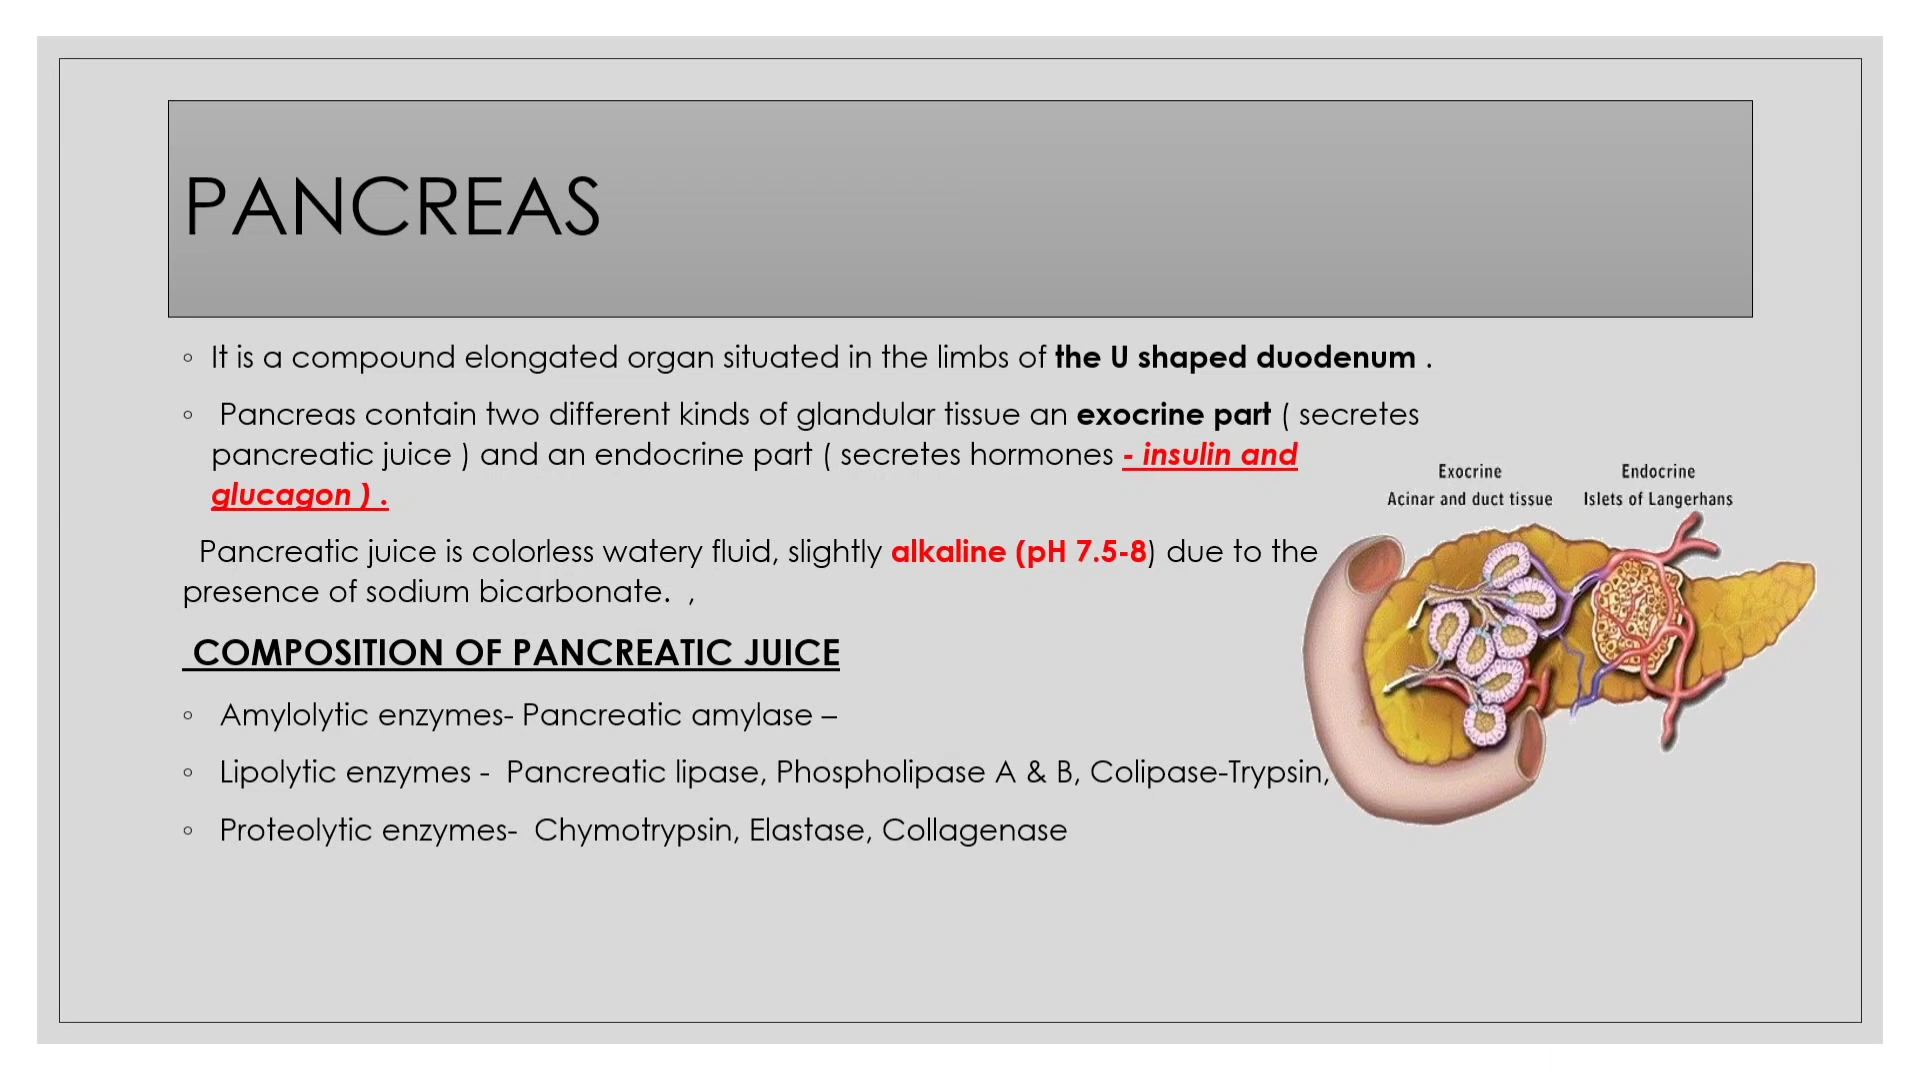 PANCREAS
◦ It is a compound elongated organ situated in the limbs of the U shaped duodenum .
◦ Pancreas contain two different kinds of glandular tissue an exocrine part ( secretes
pancreatic juice ) and an endocrine part ( secretes hormones - insulin and
glucagon ) .
Pancreatic juice is colorless watery fluid, slightly alkaline (pH 7.5-8) due to the
presence of sodium bicarbonate. ,
COMPOSITION OF PANCREATIC JUICE
◦ Amylolytic enzymes- Pancreatic amylase –
◦ Lipolytic enzymes - Pancreatic lipase, Phospholipase A & B, Colipase-Trypsin,
◦ Proteolytic enzymes- Chymotrypsin, Elastase, Collagenase
Exocrine
Acinar and duct tissue
Endocrine
Islets of Langerhans